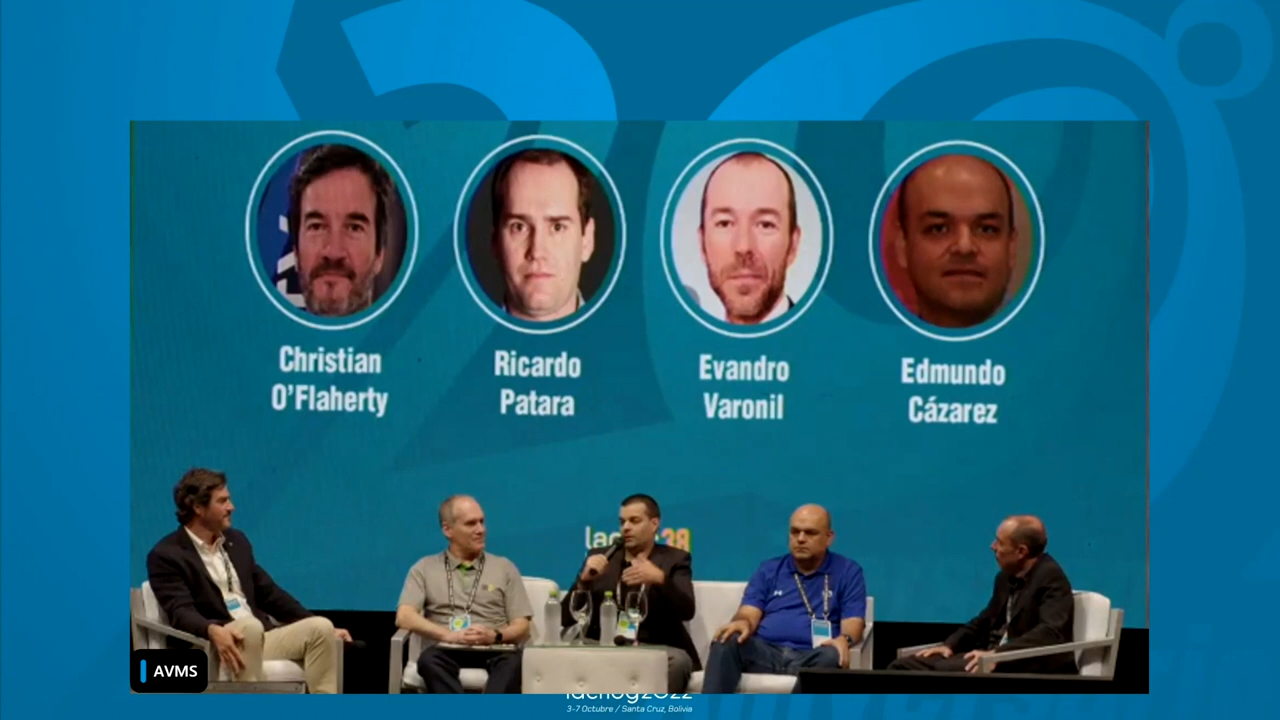 Christian
O'Flaherty
Ricardo
Patara
Evandro
Varonil
Edmundo
Cázarez
AVMS
3-7 Octubre / Santa Cruz, Bolivia